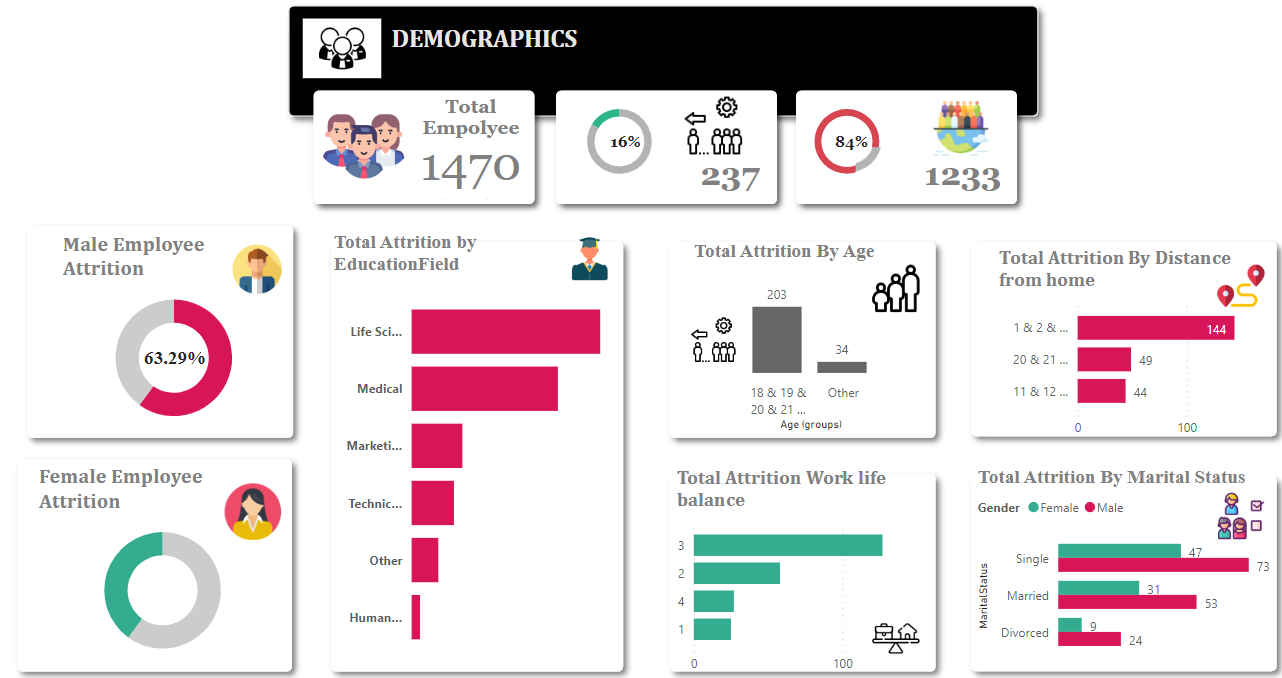 DEMOGRAPHICS
Total
Empolyee
1470
16%
237
84%
1233
Male Employee
Attrition
63.29%
Female Employee
Attrition
Total Attrition by
EducationField
Life Sci...
Medical
Marketi...
Technic...
Other
Human...
Total Attrition By Age
203
34
18 & 19 &
20 & 21 ...
Other
Age (groups)
Total Attrition By Distance
from home
1 & 2 & ...
144
20 & 21 ...
49
11 & 12 ...
44
0
100
Total Attrition Work life
balance
3
2
4
1
0
100
Total Attrition By Marital Status
Gender Female Male
MaritalStatus
Single
47
73
Married
31
53
Divorced
9
24